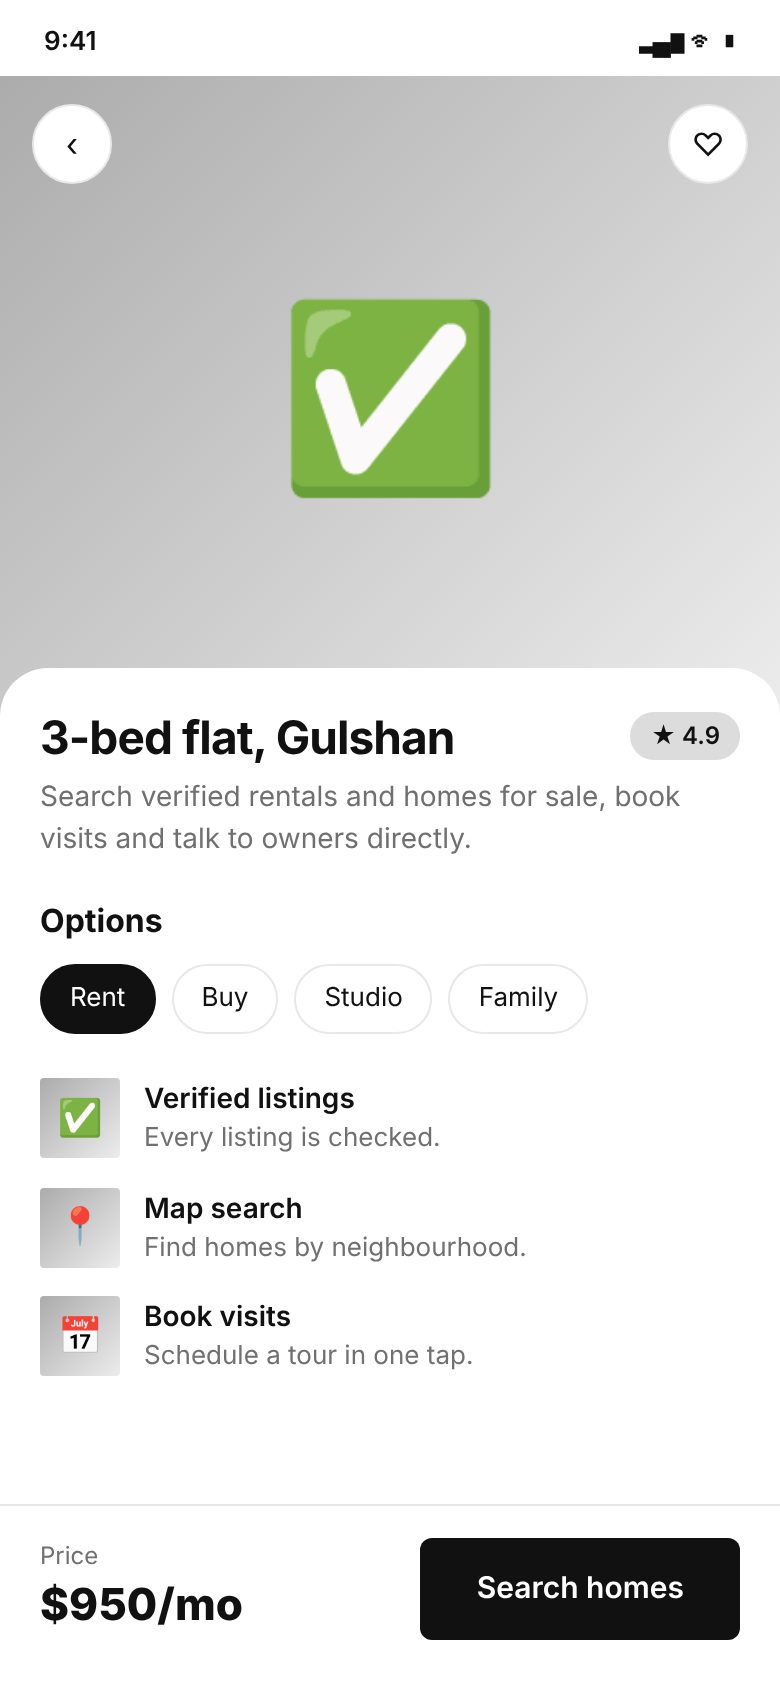 9:41
3-bed flat, Gulshan
★ 4.9
Search verified rentals and homes for sale, book
visits and talk to owners directly.
Options
Rent
Buy
Studio
Family
Verified listings
Every listing is checked.
Map search
Find homes by neighbourhood.
July
17
Book visits
Schedule a tour in one tap.
Price
$950/mo
Search homes